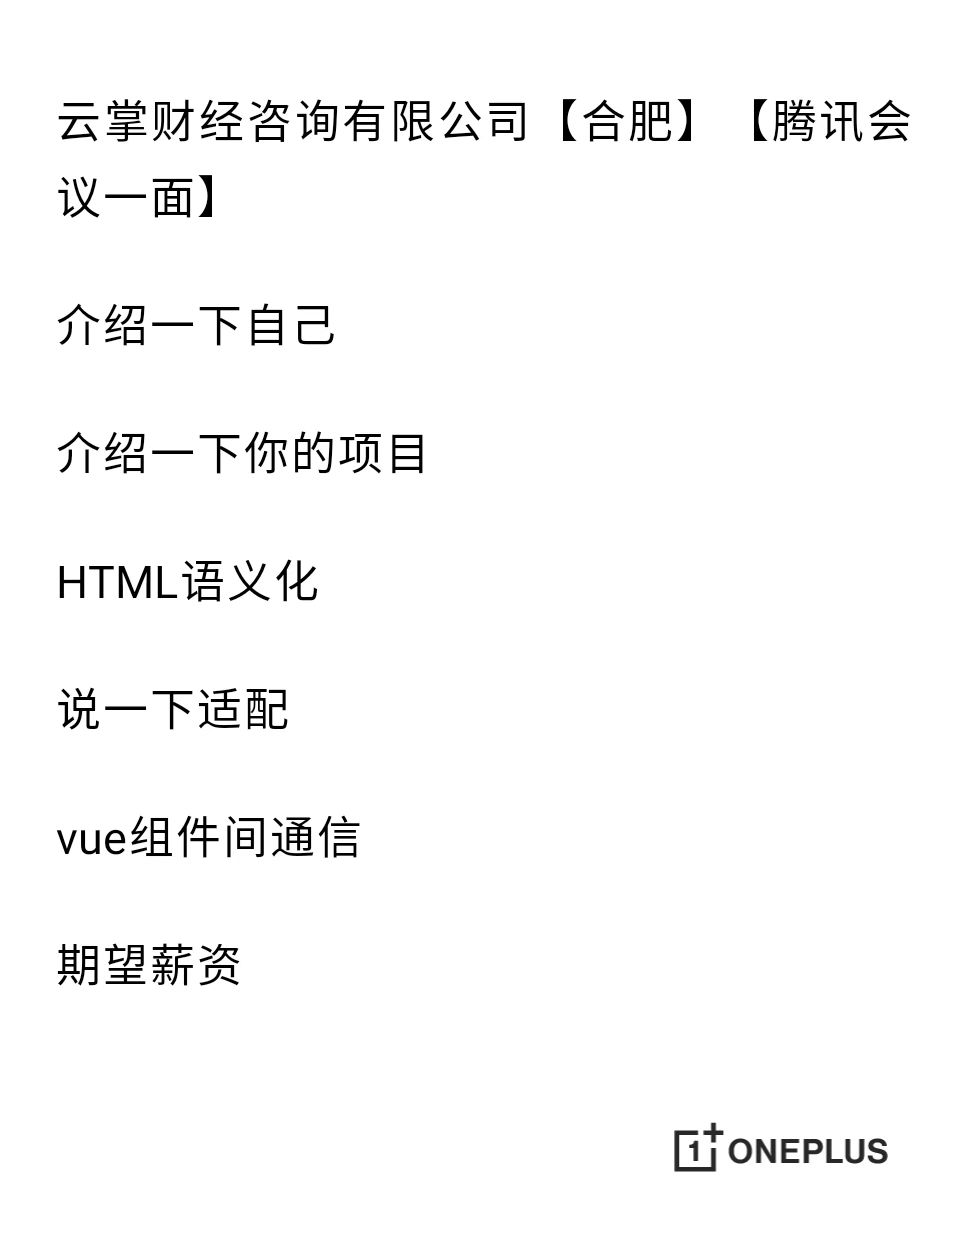 云掌财经咨询有限公司【合肥】【腾讯会
议一面】
介绍一下自己
介绍一下你的项目
HTML语义化
说一下适配
vue组件间通信
期望薪资
1+ ONEPLUS